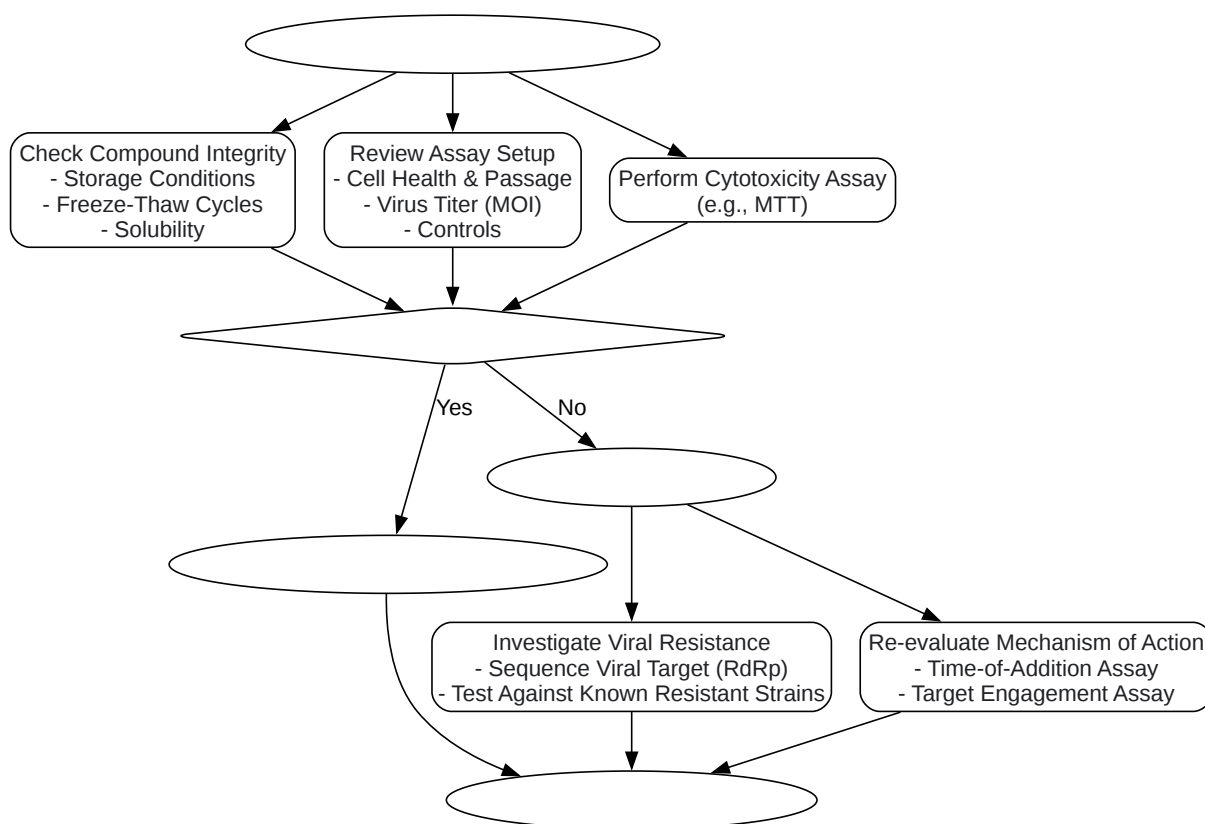 Check Compound Integrity
- Storage Conditions
- Freeze-Thaw Cycles
- Solubility
Review Assay Setup
- Cell Health & Passage
- Virus Titer (MOI)
- Controls
Perform Cytotoxicity Assay
(e.g., MTT)
Yes
No
Investigate Viral Resistance
- Sequence Viral Target (RdRp)
- Test Against Known Resistant Strains
Re-evaluate Mechanism of Action
- Time-of-Addition Assay
- Target Engagement Assay